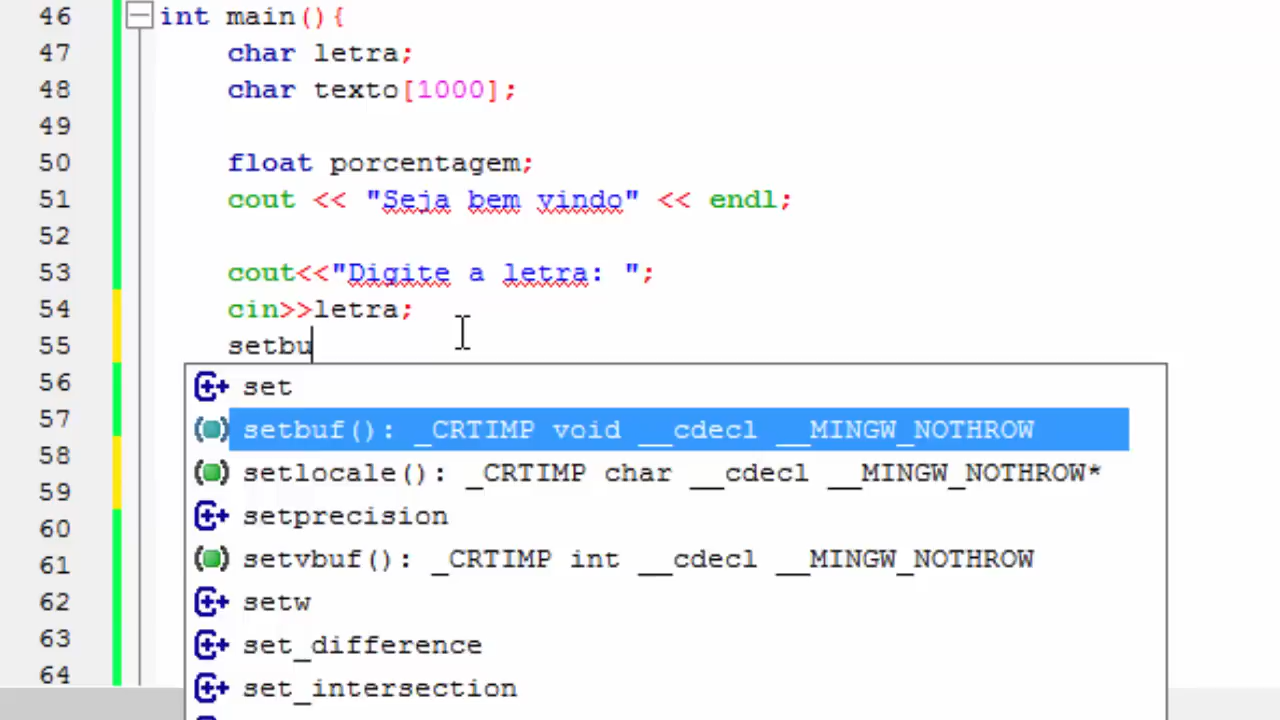 46 int main(){
47 char letra;
48 char texto[1000];
49
50 float porcentagem;
51 cout << "Seja bem vindo" << endl;
52
53 cout<<"Digite a letra: ";
54 cin>>letra;
55 setbu
56 set
57 setbuf(): _CRTIMP void __cdecl __MINGW_NOTHROW
58 setlocale(): _CRTIMP char __cdecl __MINGW_NOTHROW*
59 setprecision
60 setvbuf(): _CRTIMP int __cdecl __MINGW_NOTHROW
61
62 setw
63 set_difference
64 set_intersection